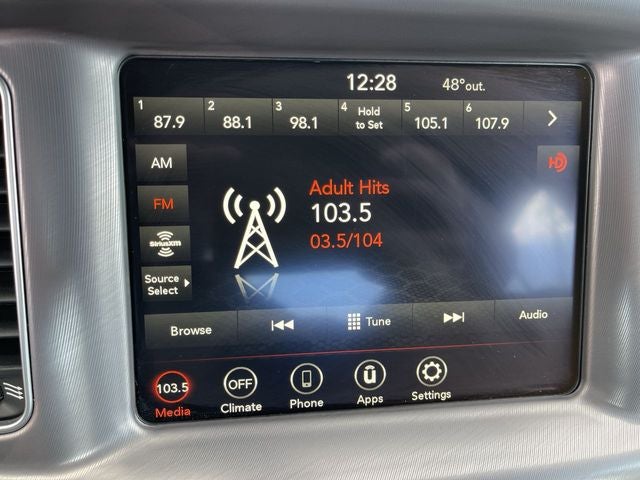 12:28 48°out.
1 87.9 2 88.1 3 98.1 4 Hold to Set 5 105.1 6 107.9
AM
FM
Adult Hits
103.5
03.5/104
HD
SiriusXM
Source
Select
Browse Tune Audio
103.5 OFF
Media Climate Phone Apps Settings